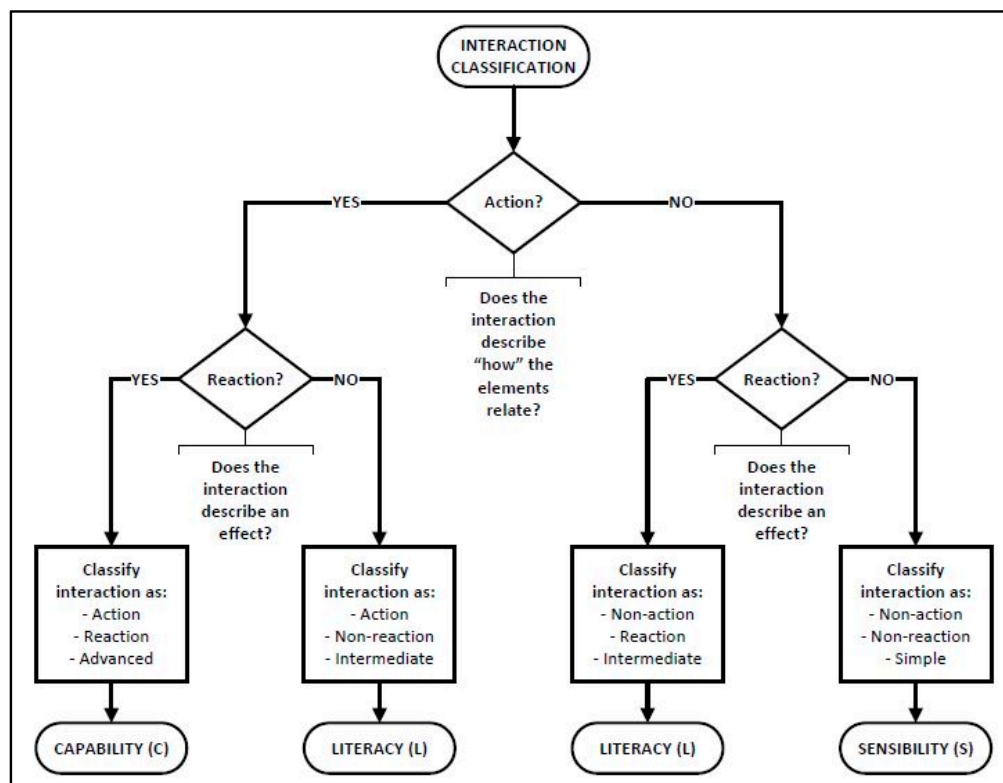 INTERACTION
CLASSIFICATION
Action?
YES
NO
Does the
interaction
describe
“how” the
elements
relate?
Reaction?
YES
NO
Does the
interaction
describe an
effect?
Reaction?
YES
NO
Does the
interaction
describe an
effect?
Classify
interaction as:
- Action
- Reaction
- Advanced
Classify
interaction as:
- Action
- Non-reaction
- Intermediate
Classify
interaction as:
- Non-action
- Reaction
- Intermediate
Classify
interaction as:
- Non-action
- Non-reaction
- Simple
CAPABILITY (C)
LITERACY (L)
LITERACY (L)
SENSIBILITY (S)